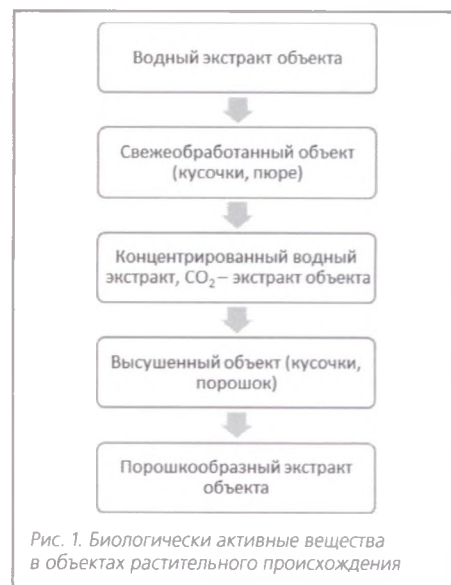 Водный экстракт объекта
Свежеобработанный объект
(кусочки, пюре)
Концентрированный водный
экстракт, CO₂ – экстракт объекта
Высушенный объект (кусочки,
порошок)
Порошкообразный экстракт
объекта
Рис. 1. Биологически активные вещества
в объектах растительного происхождения